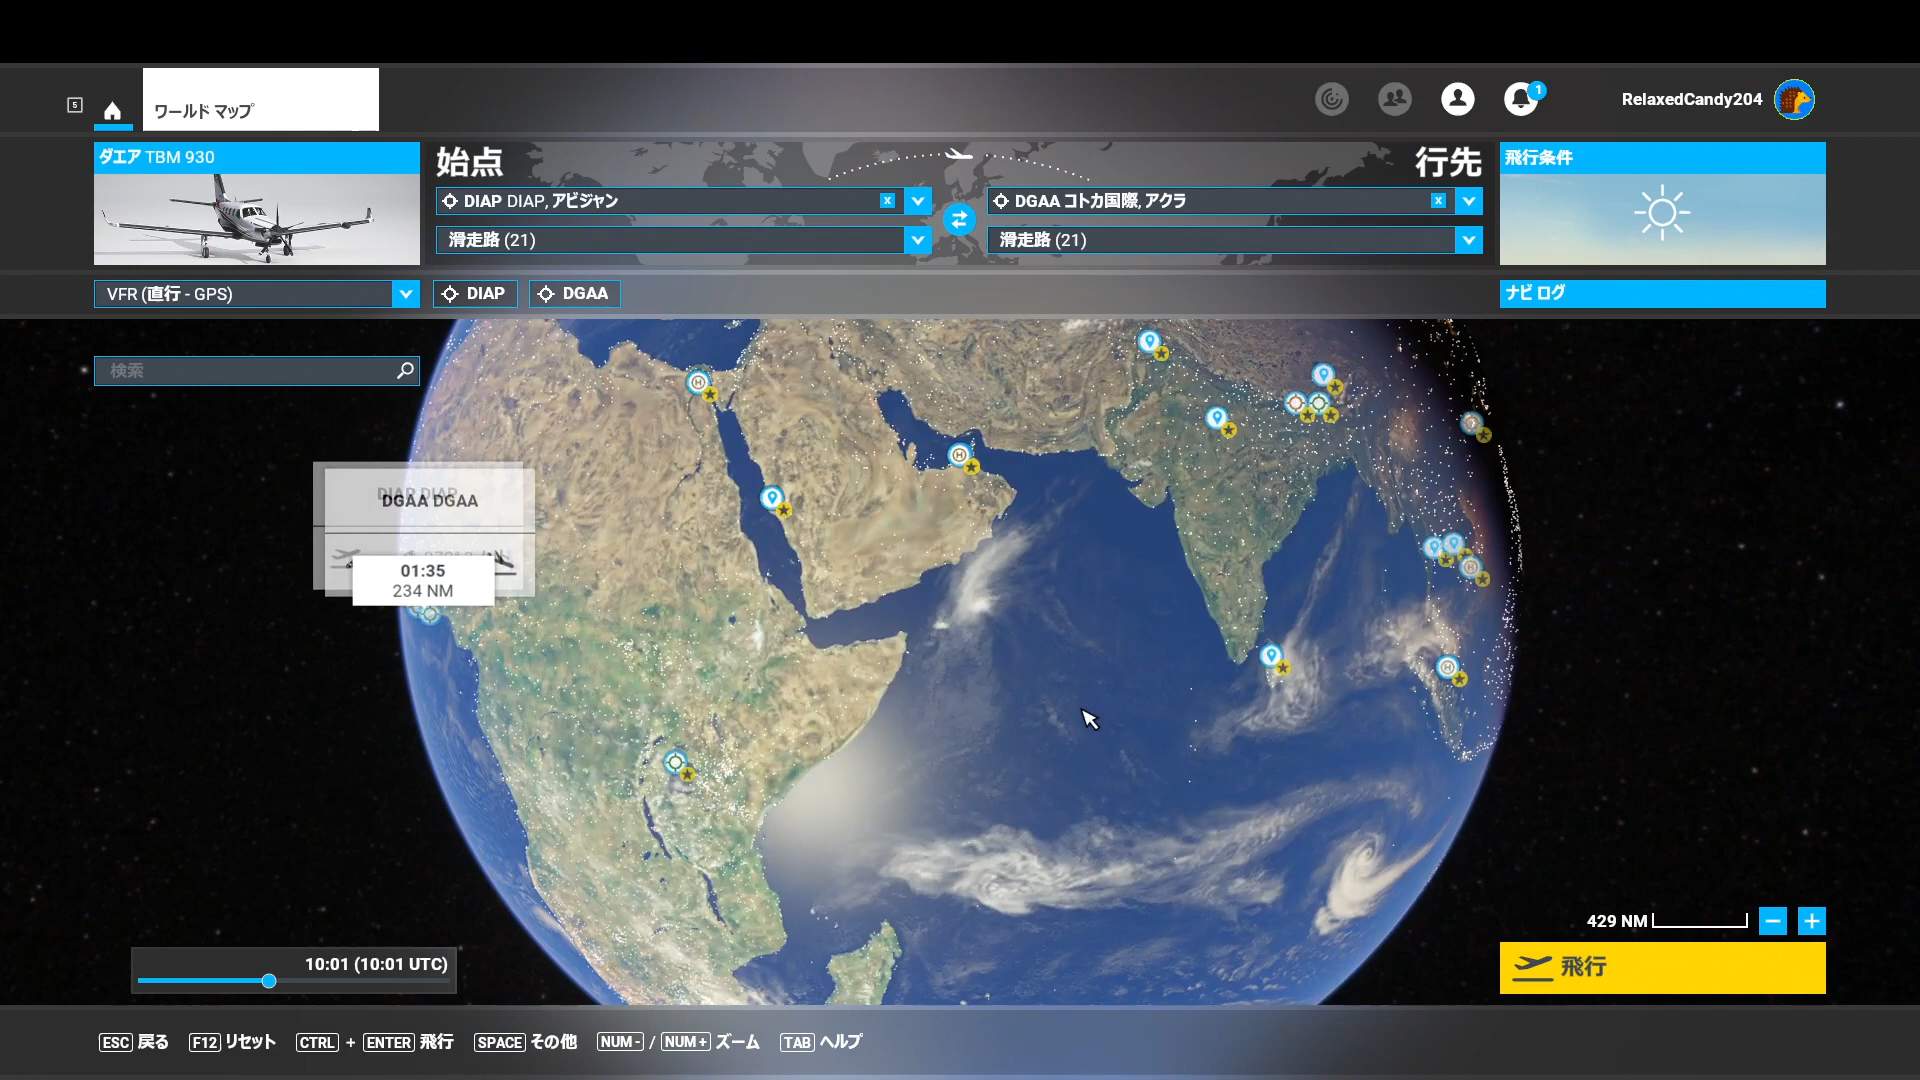 5
ワールド マップ
1
RelaxedCandy204
ダエア TBM 930
始点
行先
飛行条件
DIAP DIAP, アビジャン
x
DGAA コトカ国際, アクラ
x
滑走路 (21)
滑走路 (21)
VFR (直行 - GPS)
DIAP
DGAA
ナビ ログ
検索
DIAP DIAP
DGAA DGAA
01:35
234 NM
429 NM
10:01 (10:01 UTC)
飛行
ESC 戻る F12 リセット CTRL + ENTER 飛行 SPACE その他 NUM - / NUM + ズーム TAB ヘルプ